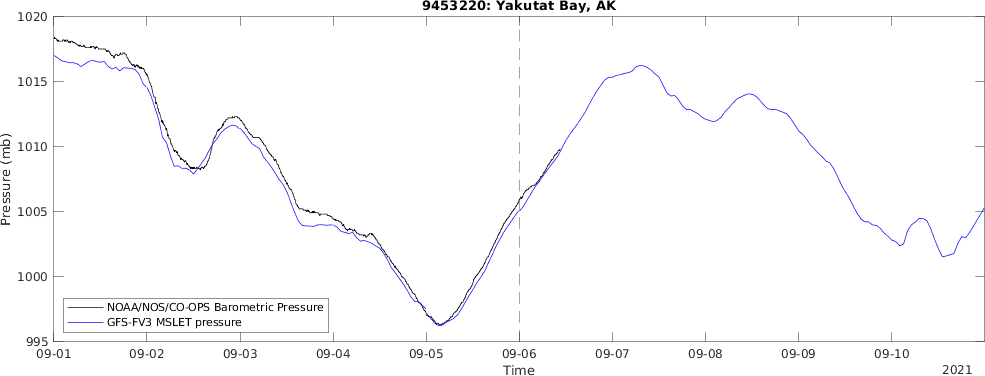 9453220: Yakutat Bay, AK
1020
1015
1010
1005
1000
995
Pressure (mb)
NOAA/NOS/CO-OPS Barometric Pressure
GFS-FV3 MSLET pressure
09-01 09-02 09-03 09-04 09-05 09-06 09-07 09-08 09-09 09-10
Time
2021